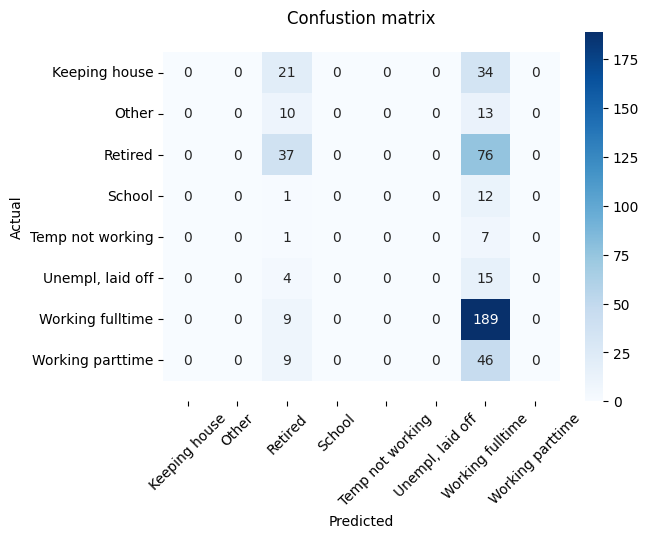 Confustion matrix
Actual
Keeping house 0 0 21 0 0 0 34 0
Other 0 0 10 0 0 0 13 0
Retired 0 0 37 0 0 0 76 0
School 0 0 1 0 0 0 12 0
Temp not working 0 0 1 0 0 0 7 0
Unempl, laid off 0 0 4 0 0 0 15 0
Working fulltime 0 0 9 0 0 0 189 0
Working parttime 0 0 9 0 0 0 46 0
Keeping house Other Retired School Temp not working Unempl, laid off Working fulltime Working parttime
Predicted
175
150
125
100
75
50
25
0